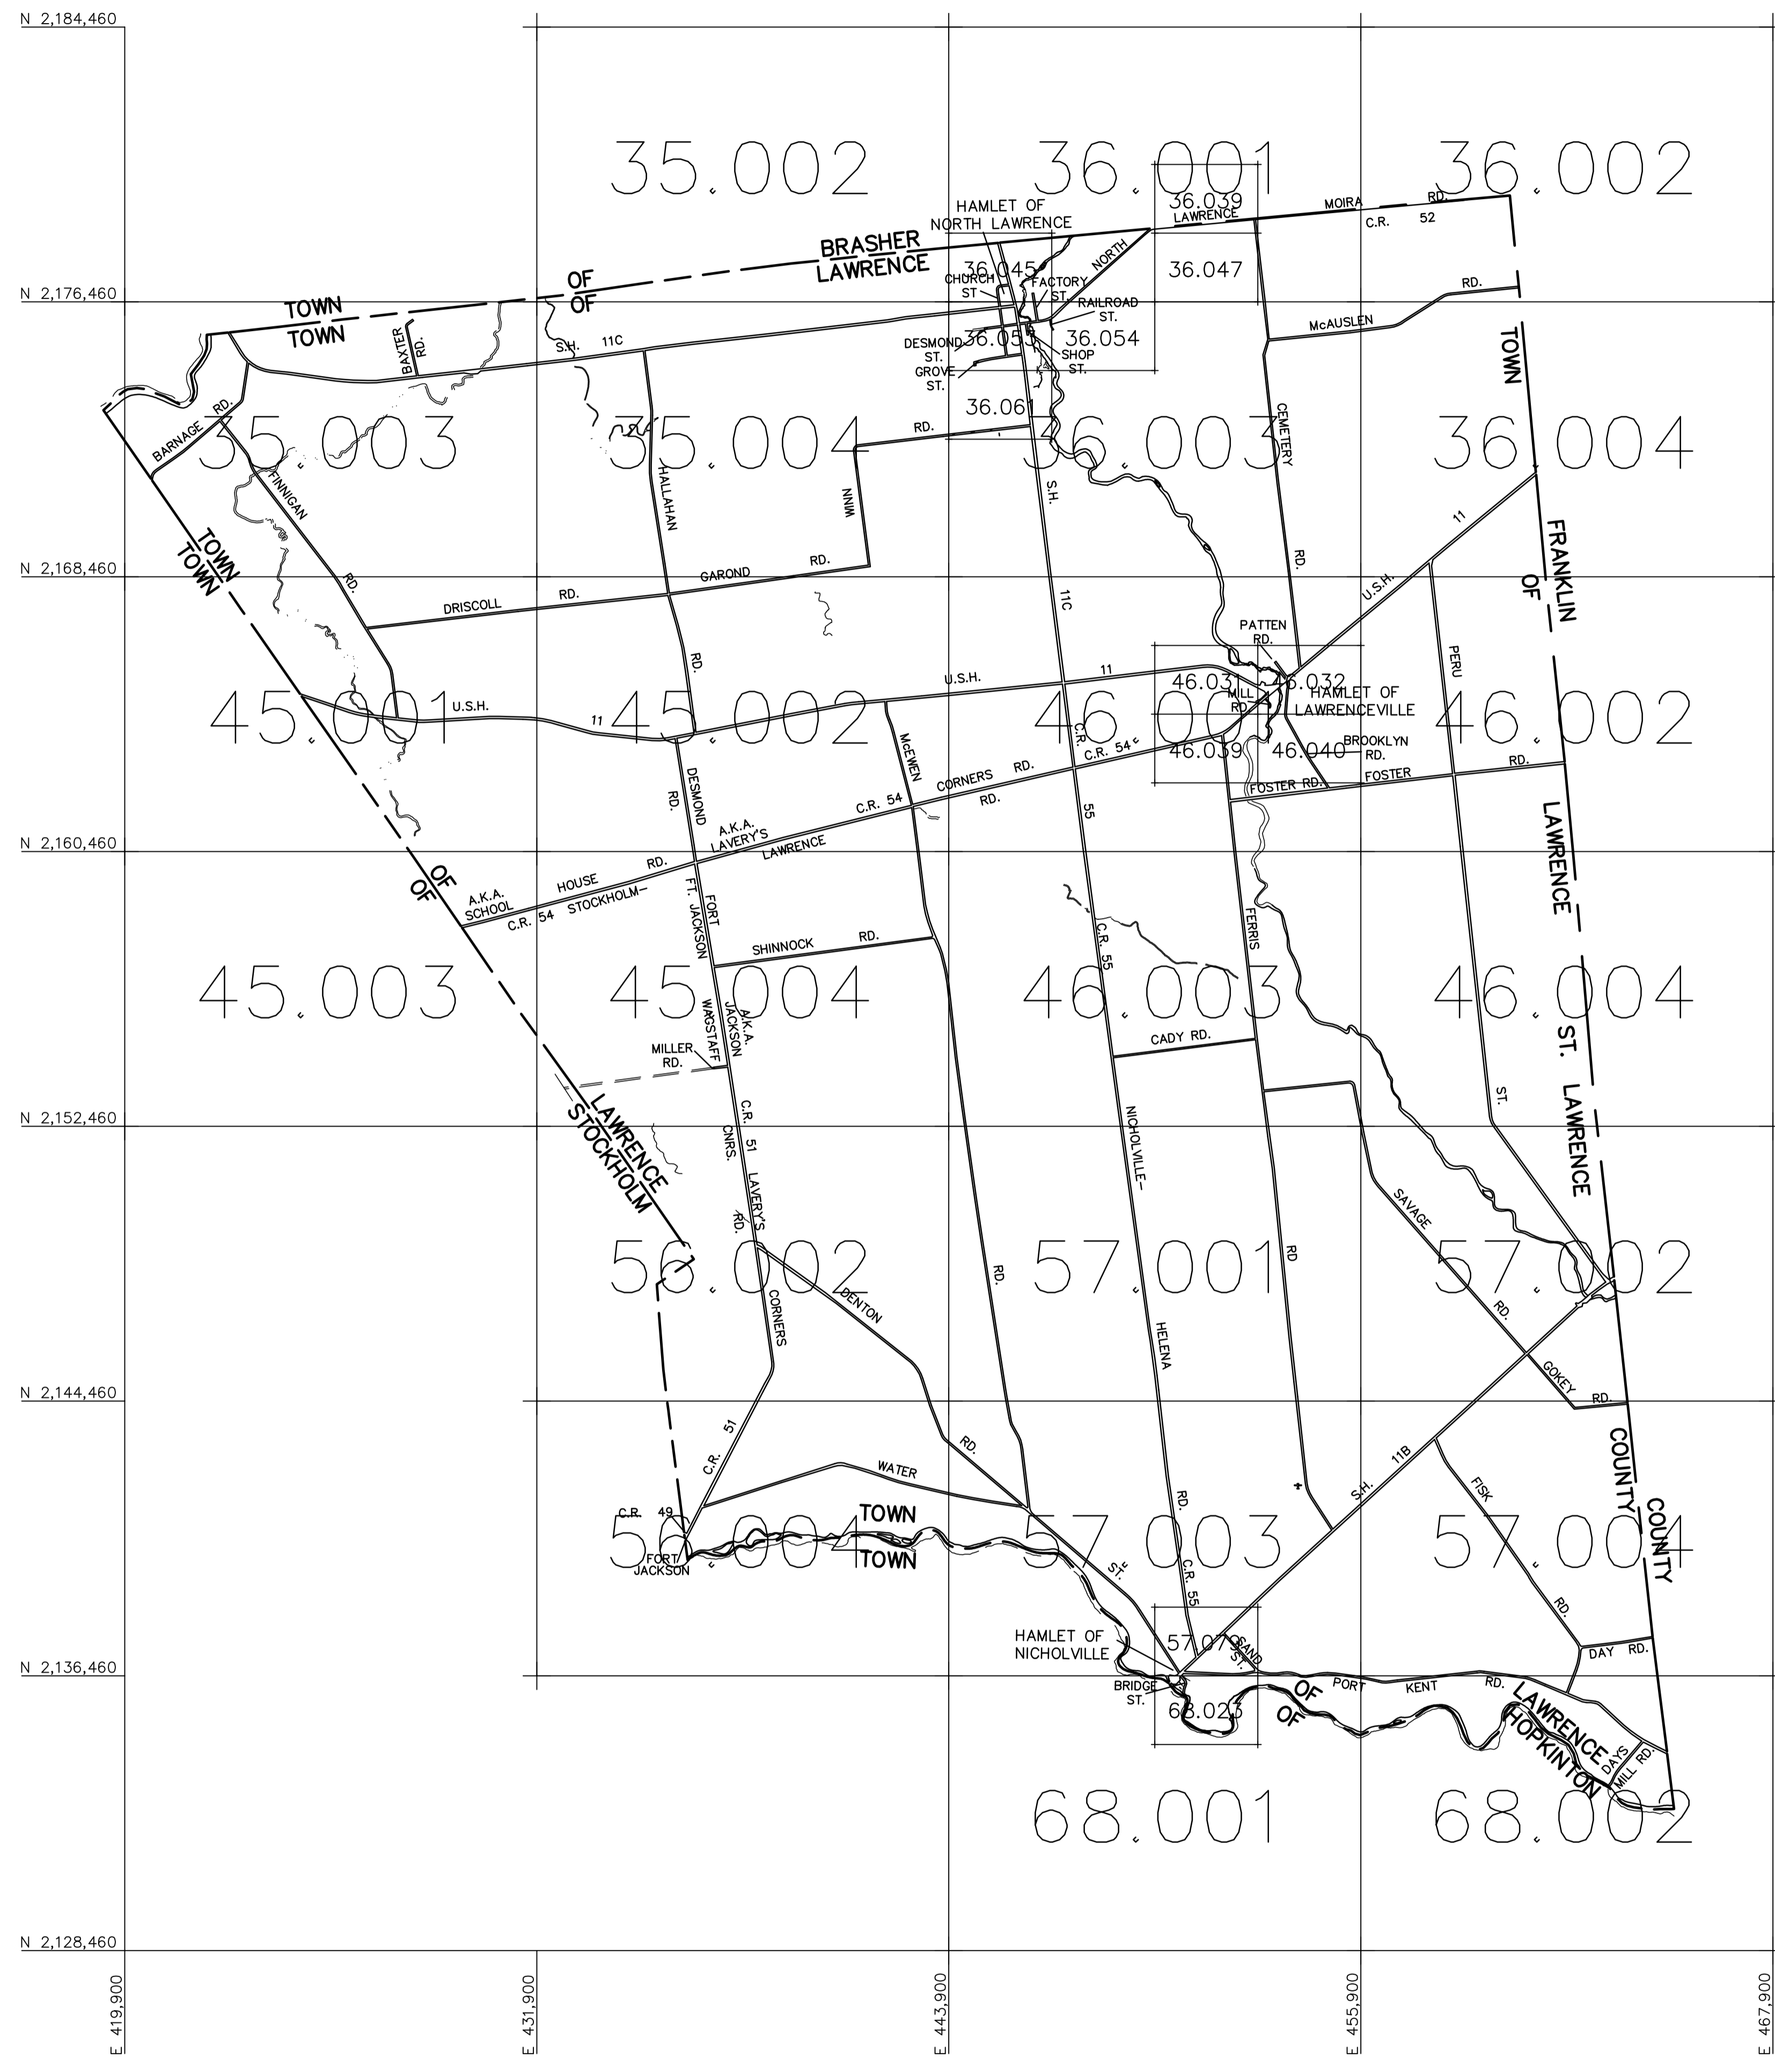 N 2,184,460
35.002
36.001
36.002
36.039
LAWRENCE
MOIRA
RD.
C.R. 52
HAMLET OF
NORTH LAWRENCE
BRASHER
LAWRENCE
NORTH
36.045
36.047
OF
OF
CHURCH
ST
FACTORY
ST.
RD.
N 2,176,460
TOWN
TOWN
RAILROAD
ST.
McAUSLEN
BAXTER
RD.
S.H. 11C
36.053
36.054
DESMOND
ST.
SHOP
ST.
GROVE
ST.
TOWN
36.061
BARNAGE
RD.
RD.
CEMETERY
35.003
35.004
36.003
36.004
FINNIGAN
HALLAHAN
WINN
S.H.
11
TOWN
TOWN
FRANKLIN
OF
RD.
N 2,168,460
RD.
GAROND
RD.
U.S.H.
DRISCOLL
RD.
11C
PATTEN
RD.
RD.
PERU
U.S.H.
11
46.031
46.032
MILL
RD
HAMLET OF
LAWRENCEVILLE
45.001
U.S.H.
11
45.002
46.001
46.002
C.R.
C.R. 54
46.039
46.040
BROOKLYN
RD.
McEWEN
DESMOND
RD.
CORNERS
RD.
FOSTER RD.
FOSTER
RD.
C.R. 54
RD.
55
A.K.A.
LAVERY'S
LAWRENCE
LAWRENCE
N 2,160,460
OF
OF
HOUSE
RD.
A.K.A.
SCHOOL
C.R. 54
STOCKHOLM-
FT. JACKSON
FORT
SHINNOCK
RD.
FERRIS
C.R. 55
45.003
45.004
46.003
46.004
WAGSTAFF
JACKSON
A.K.A.
CADY RD.
MILLER
RD.
ST. LAWRENCE
LAWRENCE
STOCKHOLM
N 2,152,460
C.R. 51
CNRS.
NICHOLVILLE-
ST.
LAVERY'S
RD.
SAVAGE
56.002
57.001
57.002
RD.
RD
CORNERS
DENTON
RD.
HELENA
GOKEY
RD.
N 2,144,460
C.R. 51
RD.
WATER
S.H. 11B
COUNTY
COUNTY
FISK
RD.
C.R. 49
TOWN
TOWN
56.004
57.003
57.004
FORT
JACKSON
ST.
C.R. 55
RD.
HAMLET OF
NICHOLVILLE
57.079
SAND
ST.
DAY RD.
N 2,136,460
BRIDGE
ST.
68.023
OF
OF
PORT
KENT
RD.
LAWRENCE
HOPKINTON
DAYS
MILL RD.
68.001
68.002
N 2,128,460
E 419,900
E 431,900
E 443,900
E 455,900
E 467,900